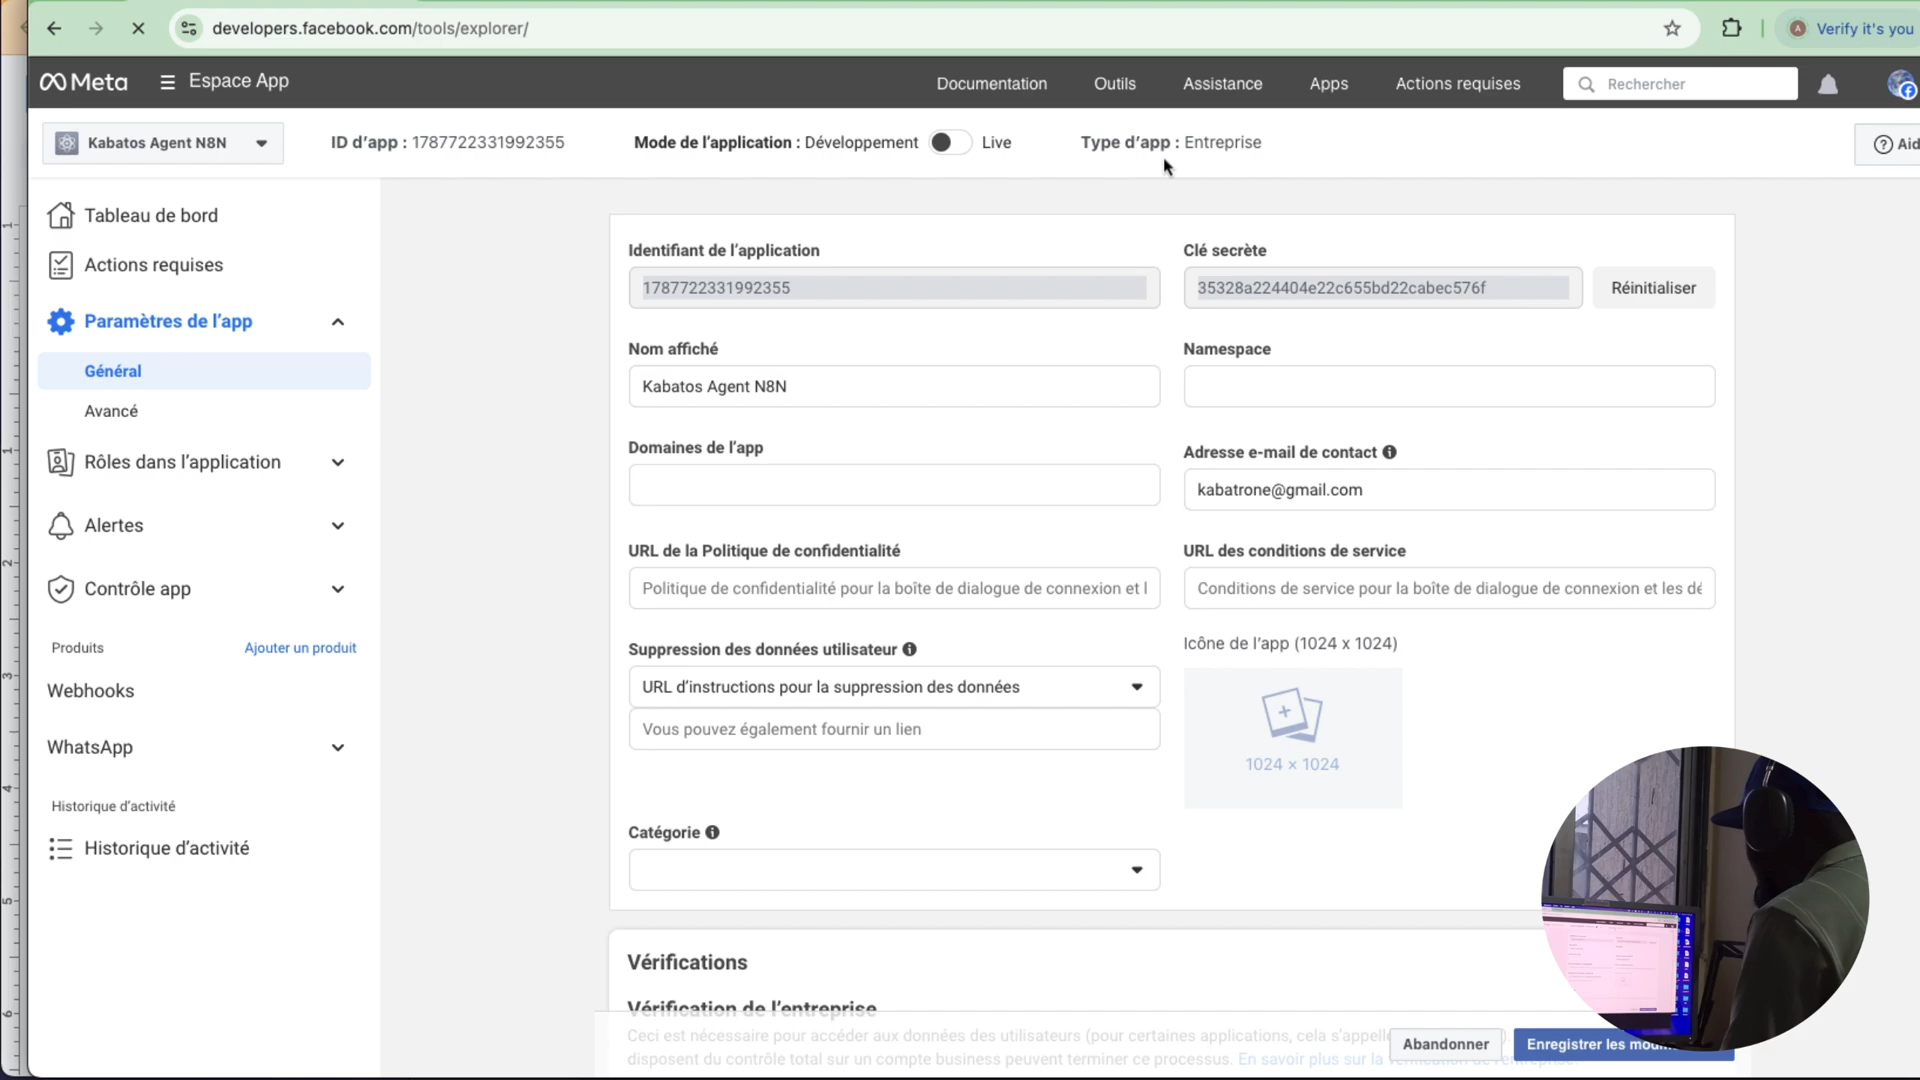 developers.facebook.com/tools/explorer/
Verify it's you
Meta
Espace App
Documentation
Outils
Assistance
Apps
Actions requises
Rechercher
Kabatos Agent N8N
ID d'app : 1787722331992355
Mode de l'application : Développement
Live
Type d'app : Entreprise
Aid
Tableau de bord
Actions requises
Paramètres de l'app
Général
Avancé
Rôles dans l'application
Alertes
Contrôle app
Produits
Ajouter un produit
Webhooks
WhatsApp
Historique d'activité
Historique d'activité
Identifiant de l'application
1787722331992355
Clé secrète
35328a224404e22c655bd22cabec576f
Réinitialiser
Nom affiché
Kabatos Agent N8N
Namespace
Domaines de l'app
Adresse e-mail de contact
kabatrone@gmail.com
URL de la Politique de confidentialité
Politique de confidentialité pour la boîte de dialogue de connexion et l
URL des conditions de service
Conditions de service pour la boîte de dialogue de connexion et les dé
Suppression des données utilisateur
URL d'instructions pour la suppression des données
Vous pouvez également fournir un lien
Icône de l'app (1024 x 1024)
1024 × 1024
Catégorie
Vérifications
Vérification de l'entreprise
Ceci est nécessaire pour accéder aux données des utilisateurs (pour certaines applications, cela s'appell
disposent du contrôle total sur un compte business peuvent terminer ce processus. En savoir plus sur la vérification de l'entreprise.
Abandonner
Enregistrer les modif